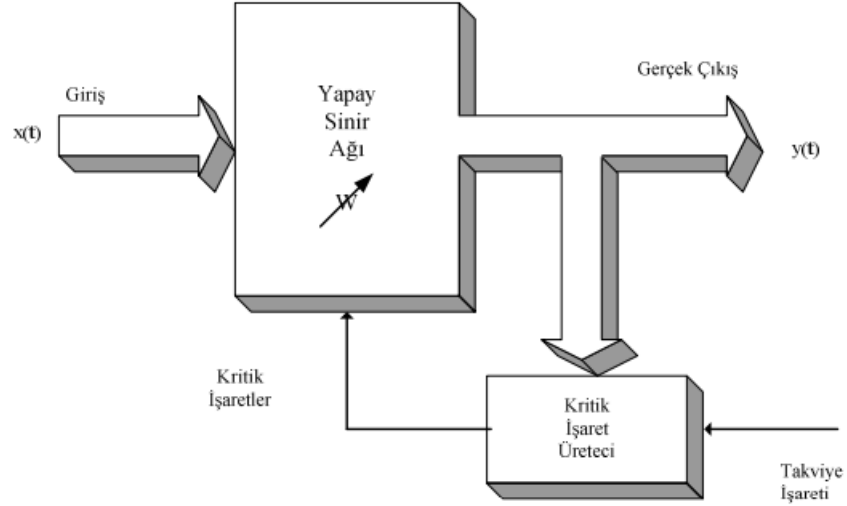 Giriş
x(t)
Yapay
Sinir
Ağı
W
Gerçek Çıkış
y(t)
Kritik
İşaretler
Kritik
İşaret
Üreteci
Takviye
İşareti